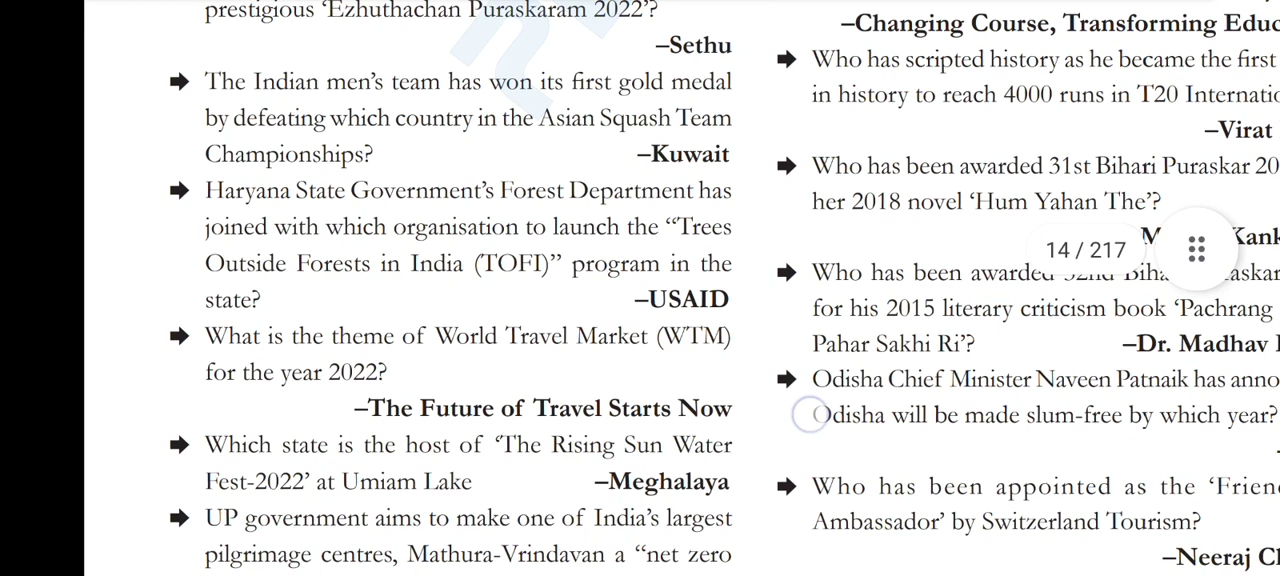 prestigious ‘Ezhuthachan Puraskaram 2022’?
–Sethu
➡ The Indian men’s team has won its first gold medal
by defeating which country in the Asian Squash Team
Championships? –Kuwait
➡ Haryana State Government’s Forest Department has
joined with which organisation to launch the “Trees
Outside Forests in India (TOFI)” program in the
state? –USAID
➡ What is the theme of World Travel Market (WTM)
for the year 2022?
–The Future of Travel Starts Now
➡ Which state is the host of ‘The Rising Sun Water
Fest-2022’ at Umiam Lake –Meghalaya
➡ UP government aims to make one of India’s largest
pilgrimage centres, Mathura-Vrindavan a “net zero
–Changing Course, Transforming Educ
➡ Who has scripted history as he became the first
in history to reach 4000 runs in T20 Internatio
–Virat
➡ Who has been awarded 31st Bihari Puraskar 20
her 2018 novel ‘Hum Yahan The’?
14 / 217
➡ Who has been awarded
for his 2015 literary criticism book ‘Pachrang
Pahar Sakhi Ri’? –Dr. Madhav
➡ Odisha Chief Minister Naveen Patnaik has anno
Odisha will be made slum-free by which year?
➡ Who has been appointed as the ‘Frien
Ambassador’ by Switzerland Tourism?
–Neeraj C